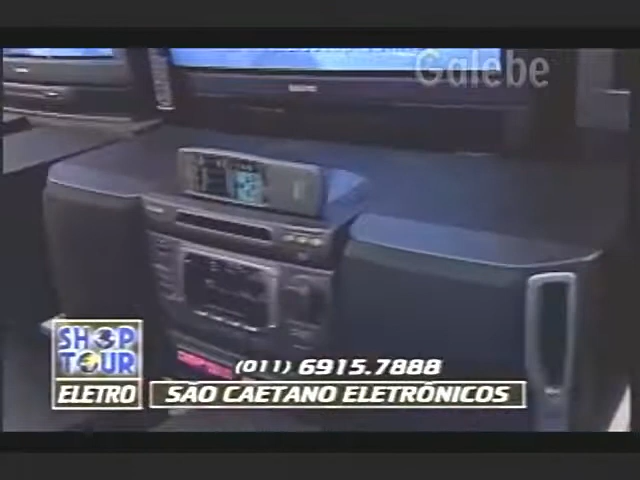 Galebe
SHOP
TOUR
ELETRO
(011) 6915.7888
SÃO CAETANO ELETRÔNICOS